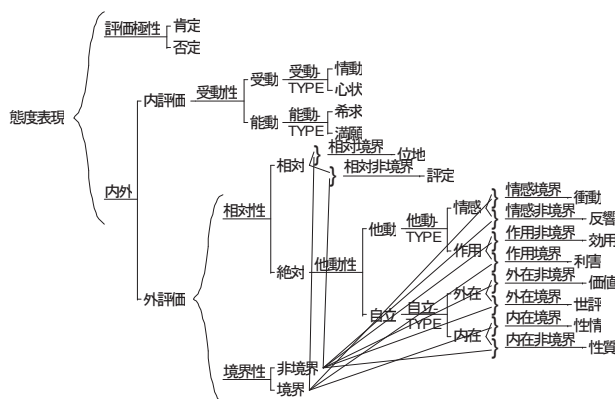 評価極性
肯定
否定
態度表現
内外
内評価
受動性
受動
受動-
TYPE
情動
心状
能動
能動-
TYPE
希求
満願
外評価
相対性
相対
相対境界
位地
相対非境界
評定
絶対
他動性
他動
他動-
TYPE
情感
情感境界
衝動
情感非境界
反響
作用
作用非境界
効用
作用境界
利害
自立
自立-
TYPE
外在
外在非境界
価値
外在境界
世評
内在
内在境界
性情
内在非境界
性質
境界性
非境界
境界